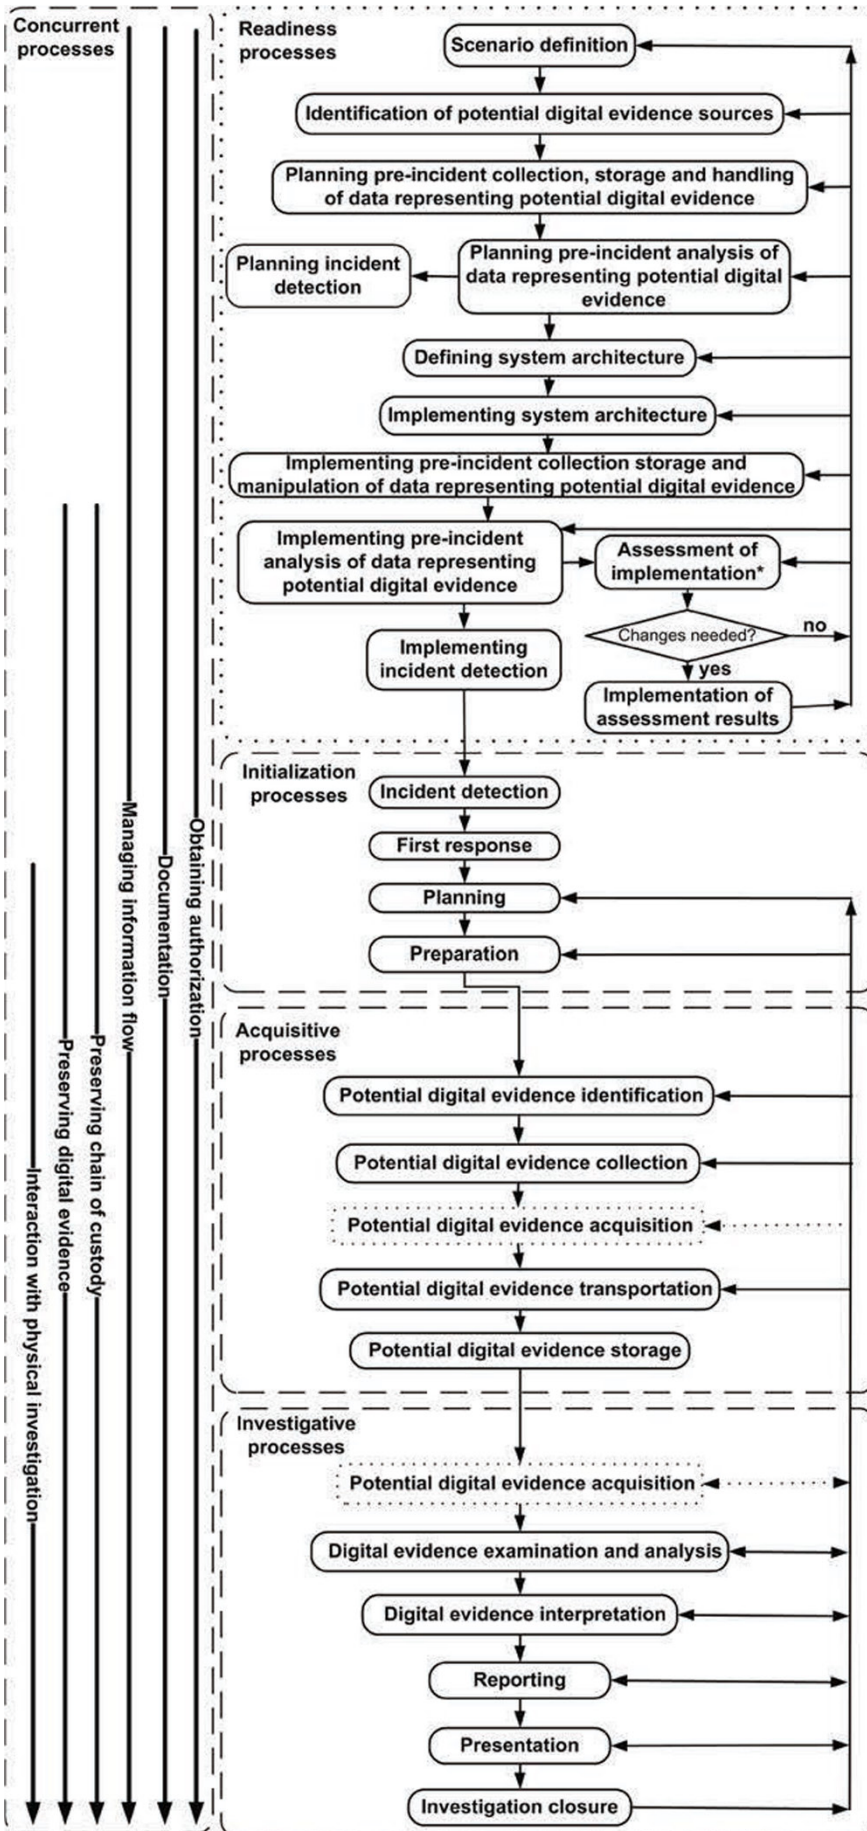 Concurrent
processes
Interaction with physical investigation
Preserving digital evidence
Preserving chain of custody
Managing information flow
Documentation
Obtaining authorization
Readiness
processes
Scenario definition
Identification of potential digital evidence sources
Planning pre-incident collection, storage and handling
of data representing potential digital evidence
Planning incident
detection
Planning pre-incident analysis of
data representing potential digital
evidence
Defining system architecture
Implementing system architecture
Implementing pre-incident collection storage and
manipulation of data representing potential digital evidence
Implementing pre-incident
analysis of data representing
potential digital evidence
Assessment of
implementation*
Changes needed?
no
yes
Implementing
incident detection
Implementation of
assessment results
Initialization
processes
Incident detection
First response
Planning
Preparation
Acquisitive
processes
Potential digital evidence identification
Potential digital evidence collection
Potential digital evidence acquisition
Potential digital evidence transportation
Potential digital evidence storage
Investigative
processes
Potential digital evidence acquisition
Digital evidence examination and analysis
Digital evidence interpretation
Reporting
Presentation
Investigation closure